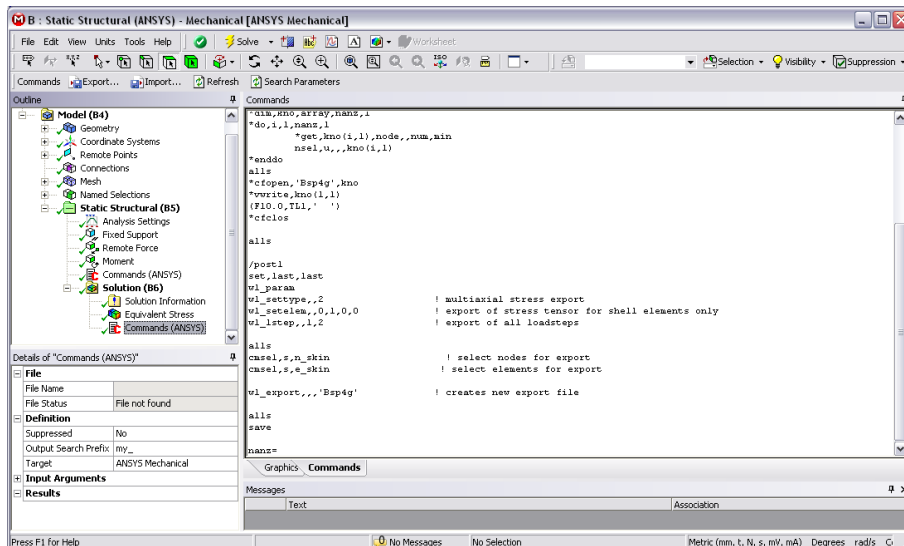 B : Static Structural (ANSYS) - Mechanical [ANSYS Mechanical]
File Edit View Units Tools Help Solve Worksheet
Selection Visibility Suppression
Commands Export... Import... Refresh Search Parameters
Outline
Model (B4)
Geometry
Coordinate Systems
Remote Points
Connections
Mesh
Named Selections
Static Structural (B5)
Analysis Settings
Fixed Support
Remote Force
Moment
Commands (ANSYS)
Solution (B6)
Solution Information
Equivalent Stress
Commands (ANSYS)
Details of "Commands (ANSYS)"
File
File Name
File Status File not found
Definition
Suppressed No
Output Search Prefix my_
Target ANSYS Mechanical
Input Arguments
Results
Commands
*dim,kno,array,nanz,1
*do,i,1,nanz,1
*get,kno(i,1),node,,num,min
nsel,u,,,kno(i,1)
*enddo
alls
*cfopen,'Bsp4g',kno
*vwrite,kno(1,1)
(F10.0,TL1,' ')
*cfclos
alls
/post1
set,last,last
wl_param
wl_settype,,2 ! multiaxial stress export
wl_setelem,,0,1,0,0 ! export of stress tensor for shell elements only
wl_lstep,,1,2 ! export of all loadsteps
alls
cmsel,s,n_skin ! select nodes for export
cmsel,s,e_skin ! select elements for export
wl_export,,,'Bsp4g' ! creates new export file
alls
save
nanz=
Graphics Commands
Messages
Text Association
Press F1 for Help 0 No Messages No Selection Metric (mm, t, N, s, mV, mA) Degrees rad/s